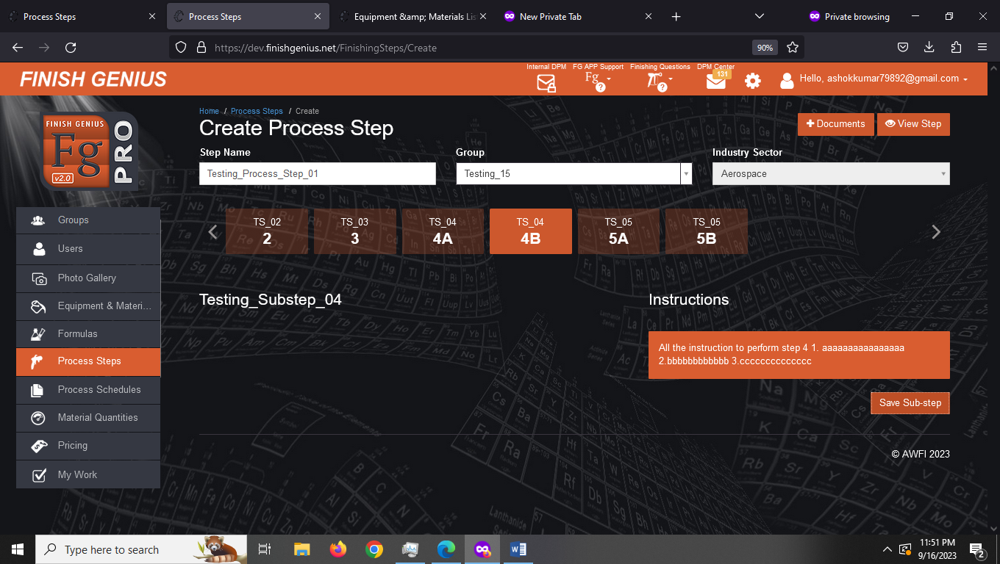 Process Steps
Process Steps
Equipment &amp; Materials Lis
New Private Tab
Private browsing
https://dev.finishgenius.net/FinishingSteps/Create
90%
FINISH GENIUS
Internal DPM
FG APP Support
Finishing Questions
DPM Center
131
Hello, ashokkumar79892@gmail.com
FINISH GENIUS
Fg
v2.0
PRO
Home / Process Steps / Create
Create Process Step
Documents
View Step
Step Name
Group
Industry Sector
Testing_Process_Step_01
Testing_15
Aerospace
TS_02
2
TS_03
3
TS_04
4A
TS_04
4B
TS_05
5A
TS_05
5B
Groups
Users
Photo Gallery
Equipment & Materi...
Formulas
Process Steps
Process Schedules
Material Quantities
Pricing
My Work
Testing_Substep_04
Instructions
All the instruction to perform step 4 1. aaaaaaaaaaaaaaaa
2.bbbbbbbbbbbb 3.cccccccccccccc
Save Sub-step
© AWFI 2023
Type here to search
11:51 PM
9/16/2023
2